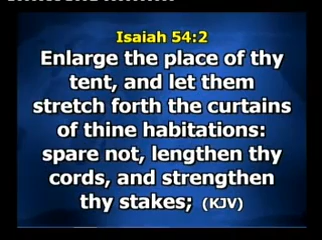 Isaiah 54:2
Enlarge the place of thy
tent, and let them
stretch forth the curtains
of thine habitations:
spare not, lengthen thy
cords, and strengthen
thy stakes; (KJV)